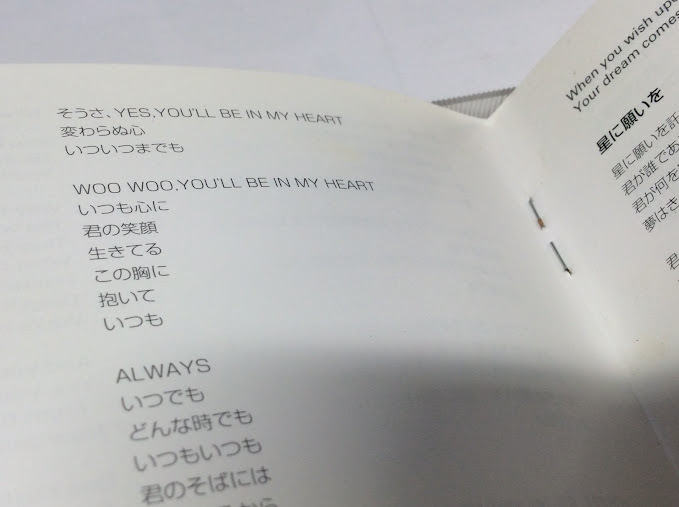 そうさ、YES,YOU'LL BE IN MY HEART
変わらぬ心
いついつまでも
WOO WOO,YOU'LL BE IN MY HEART
いつも心に
君の笑顔
生きてる
この胸に
抱いて
いつも
ALWAYS
いつでも
どんな時でも
いつもいつも
君のそばには
When you wish
Your dream comes
星に願いを
星に願いを託
君が誰であ
君が何を
夢はき